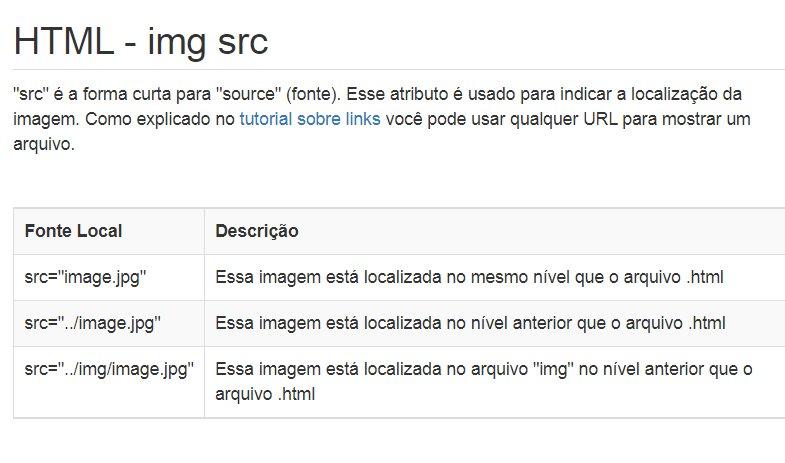 HTML - img src
"src" é a forma curta para "source" (fonte). Esse atributo é usado para indicar a localização da
imagem. Como explicado no tutorial sobre links você pode usar qualquer URL para mostrar um
arquivo.
Fonte Local Descrição
src="image.jpg" Essa imagem está localizada no mesmo nível que o arquivo .html
src="../image.jpg" Essa imagem está localizada no nível anterior que o arquivo .html
src="../img/image.jpg" Essa imagem está localizada no arquivo "img" no nível anterior que o
arquivo .html